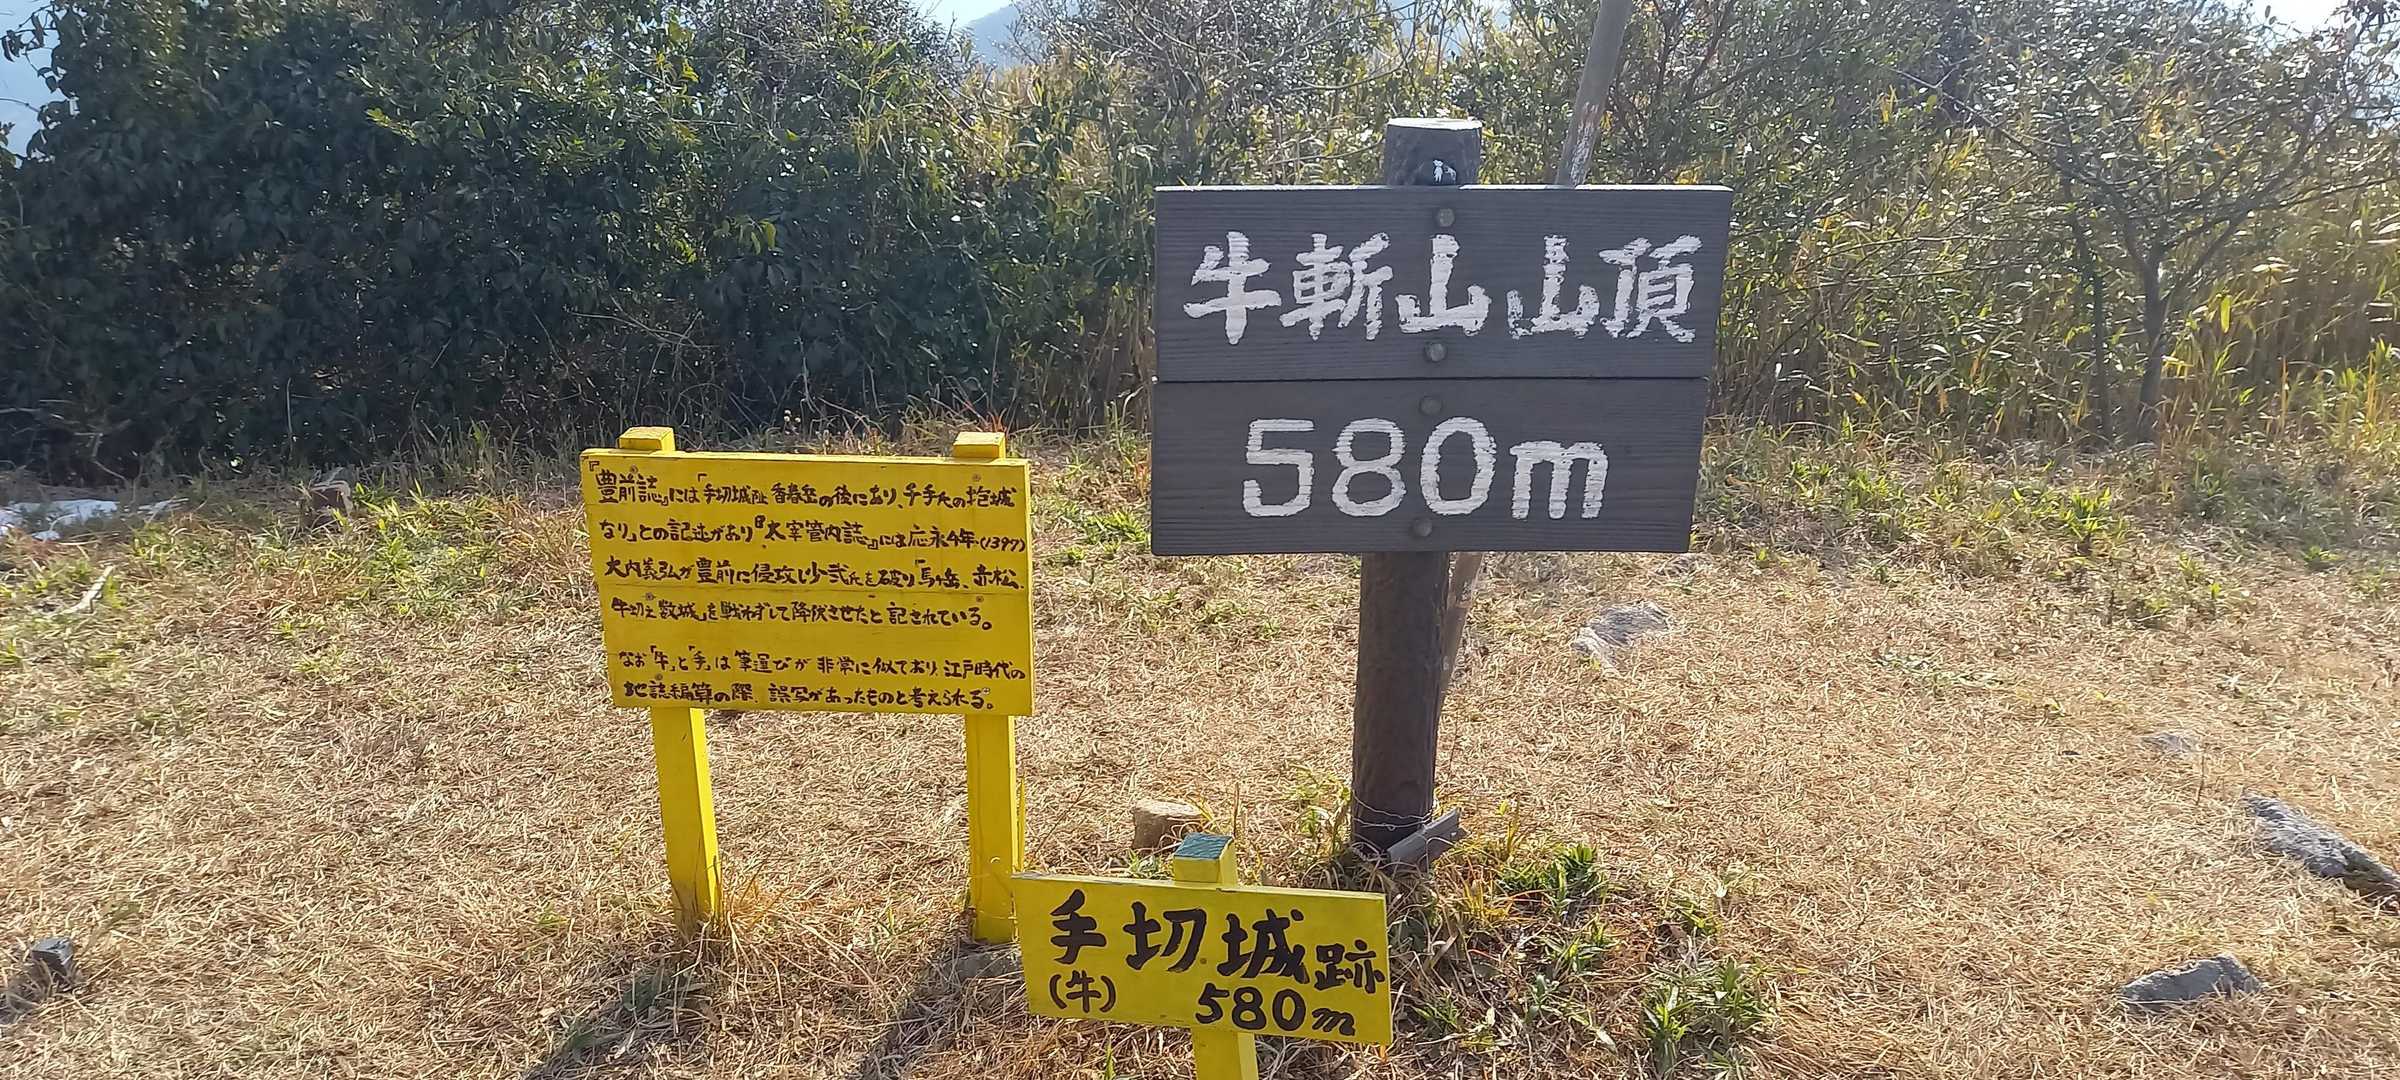 『豊前誌』には「手切城趾 香春岳の後にあり、千手氏の抱城
なり」との記述があり『太宰管内誌』には応永4年(1397)
大内義弘が豊前に侵攻し少弐氏を破り「馬ヶ岳、赤松、
牛切之数城」を戦わずして降伏させたと記されている。
なお「牛」と「手」は筆運びが非常に似ており、江戸時代の
地誌編算の際、誤写があったものと考えられる。
牛斬山山頂
580m
手切城跡
(牛) 580m